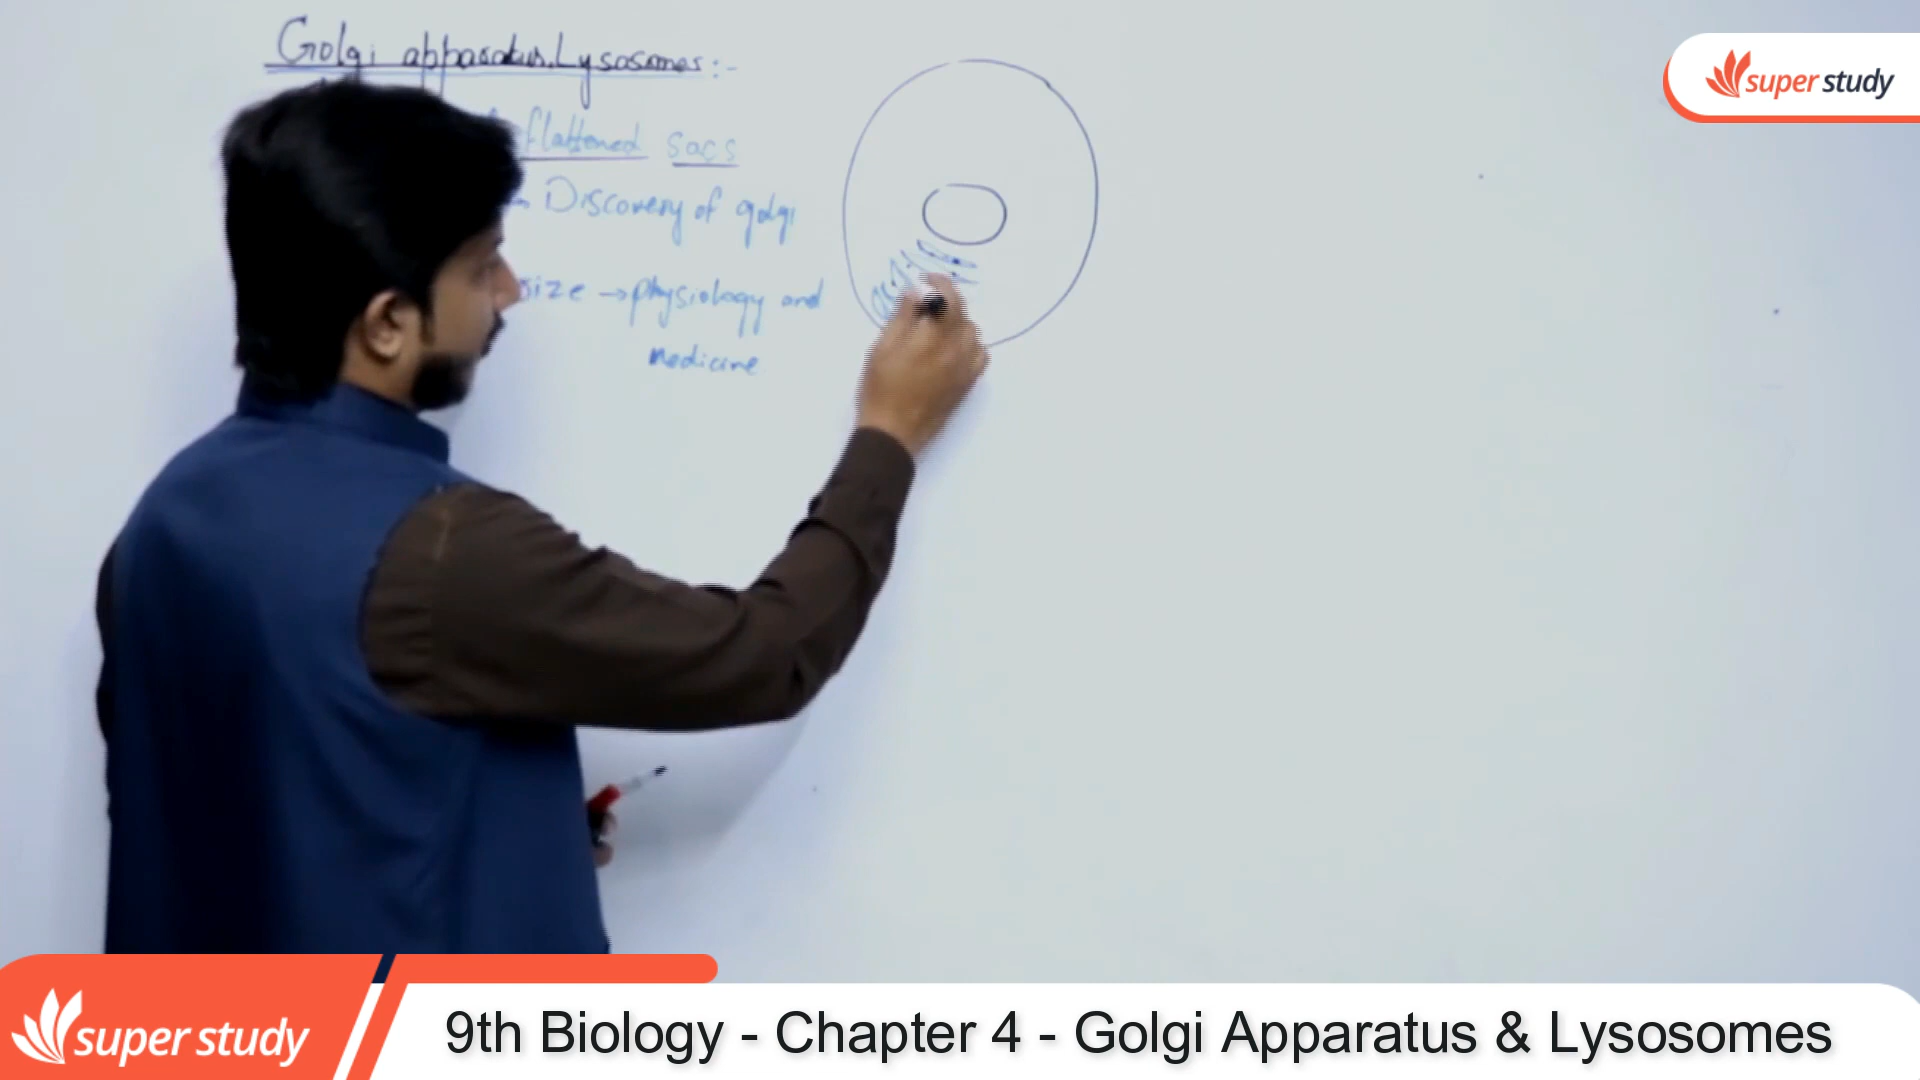 Golgi apparatus. Lysosomes:-
flattened sacs
Discovery of golgi
size → physiology and
medicine
super study
super study
9th Biology - Chapter 4 - Golgi Apparatus & Lysosomes